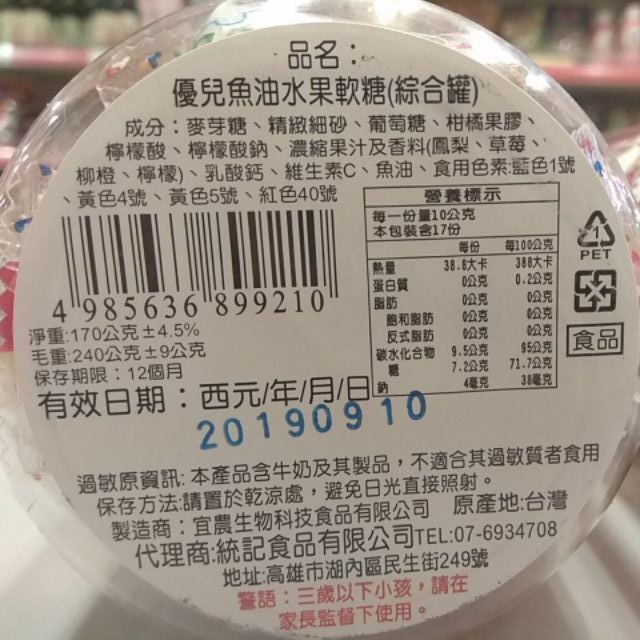 品名：
優兒魚油水果軟糖(綜合罐)
成分：麥芽糖、精緻細砂、葡萄糖、柑橘果膠、
檸檬酸、檸檬酸鈉、濃縮果汁及香料(鳳梨、草莓、
柳橙、檸檬)、乳酸鈣、維生素C、魚油、食用色素:藍色1號
、黃色4號、黃色5號、紅色40號
4 985636 899210
淨重:170公克±4.5%
毛重:240公克±9公克
保存期限：12個月
有效日期：西元/年/月/日
20190910
營養標示
每一份量10公克
本包裝含17份
每份 每100公克
熱量 38.8大卡 388大卡
蛋白質 0公克 0.2公克
脂肪 0公克 0公克
飽和脂肪 0公克 0公克
反式脂肪 0公克 0公克
碳水化合物 9.5公克 95公克
糖 7.2公克 71.7公克
鈉 4毫克 38毫克
1
PET
食品
過敏原資訊: 本產品含牛奶及其製品，不適合其過敏質者食用
保存方法:請置於乾涼處，避免日光直接照射。
製造商：宜農生物科技食品有限公司 原產地:台灣
代理商:統記食品有限公司TEL:07-6934708
地址:高雄市湖內區民生街249號
警語：三歲以下小孩，請在
家長監督下使用。